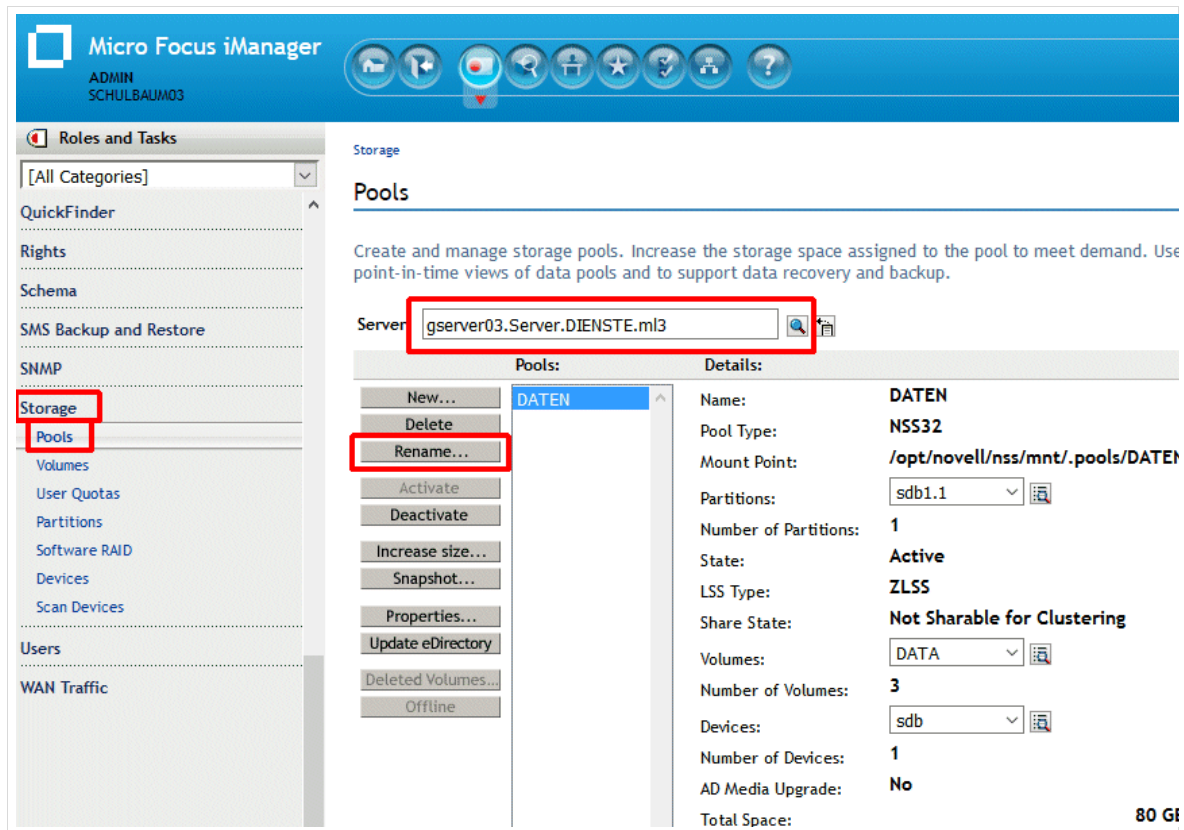 Micro Focus iManager
ADMIN
SCHULBAUM03
Roles and Tasks
[All Categories]
QuickFinder
Rights
Schema
SMS Backup and Restore
SNMP
Storage
Pools
Volumes
User Quotas
Partitions
Software RAID
Devices
Scan Devices
Users
WAN Traffic
Storage
Pools
Create and manage storage pools. Increase the storage space assigned to the pool to meet demand. Use
point-in-time views of data pools and to support data recovery and backup.
Server gserver03.Server.DIENSTE.ml3
Pools: Details:
New...
Delete
Rename...
Activate
Deactivate
Increase size...
Snapshot...
Properties...
Update eDirectory
Deleted Volumes...
Offline
DATEN
Name: DATEN
Pool Type: NSS32
Mount Point: /opt/novell/nss/mnt/.pools/DATEN
Partitions: sdb1.1
Number of Partitions: 1
State: Active
LSS Type: ZLSS
Share State: Not Sharable for Clustering
Volumes: DATA
Number of Volumes: 3
Devices: sdb
Number of Devices: 1
AD Media Upgrade: No
Total Space: 80 GB